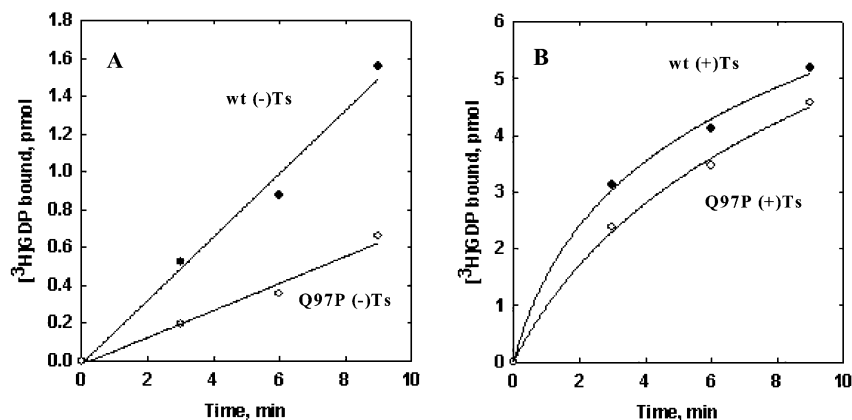 A
wt (-)Ts
Q97P (-)Ts
[³H]GDP bound, pmol
1.8
1.6
1.4
1.2
1.0
0.8
0.6
0.4
0.2
0.0
0 2 4 6 8 10
Time, min
B
wt (+)Ts
Q97P (+)Ts
[³H]GDP bound, pmol
6
5
4
3
2
1
0
0 2 4 6 8 10
Time, min